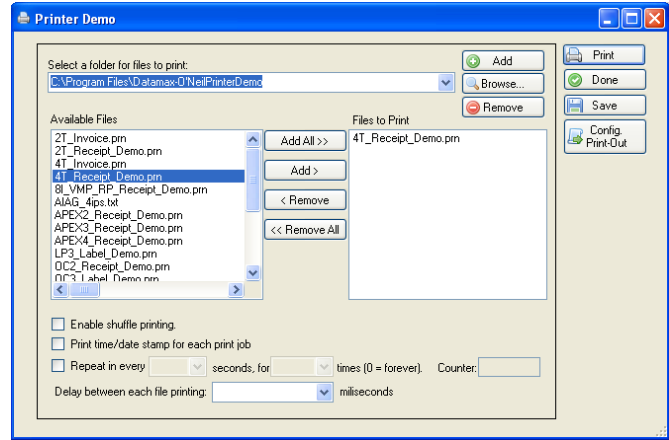 Printer Demo
Select a folder for files to print:
C:\Program Files\Datamax-O'NeilPrinterDemo
Add
Browse...
Remove
Print
Done
Save
Config.
Print-Out
Available Files
2T_Invoice.prn
2T_Receipt_Demo.prn
4T_Invoice.prn
4T_Receipt_Demo.prn
8I_VMP_RP_Receipt_Demo.prn
AIAG_4ips.txt
APEX2_Receipt_Demo.prn
APEX3_Receipt_Demo.prn
APEX4_Receipt_Demo.prn
LP3_Label_Demo.prn
OC2_Receipt_Demo.prn
OC3_Label_Demo.prn
Add All >>
Add >
< Remove
<< Remove All
Files to Print
4T_Receipt_Demo.prn
Enable shuffle printing.
Print time/date stamp for each print job
Repeat in every seconds, for times (0 = forever). Counter:
Delay between each file printing: miliseconds